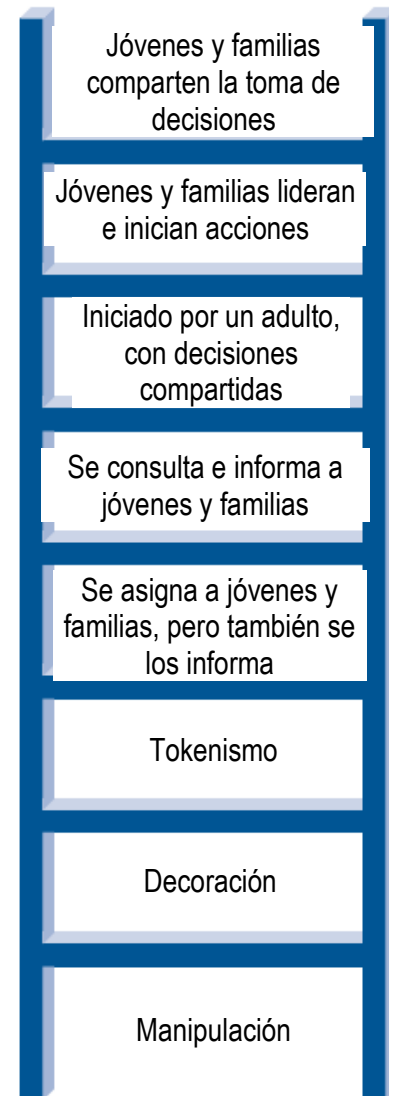 Jóvenes y familias
comparten la toma de
decisiones
Jóvenes y familias lideran
e inician acciones
Iniciado por un adulto,
con decisiones
compartidas
Se consulta e informa a
jóvenes y familias
Se asigna a jóvenes y
familias, pero también se
los informa
Tokenismo
Decoración
Manipulación